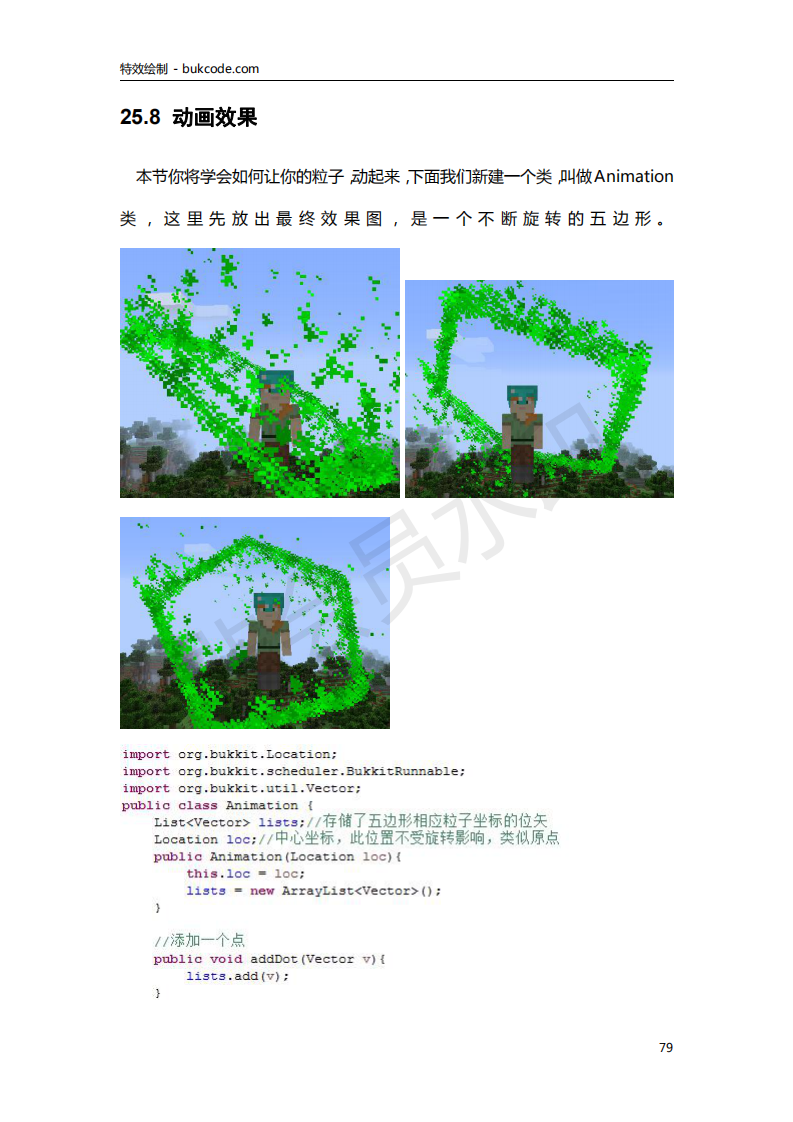 特效绘制 - bukcode.com
25.8 动画效果
本节你将学会如何让你的粒子,动起来,下面我们新建一个类,叫做Animation
类，这里先放出最终效果图，是一个不断旋转的五边形。
import org.bukkit.Location;
import org.bukkit.scheduler.BukkitRunnable;
import org.bukkit.util.Vector;
public class Animation {
List<Vector> lists;//存储了五边形相应粒子坐标的位矢
Location loc;//中心坐标，此位置不受旋转影响，类似原点
public Animation(Location loc){
this.loc = loc;
lists = new ArrayList<Vector>();
}
//添加一个点
public void addDot(Vector v){
lists.add(v);
}
79